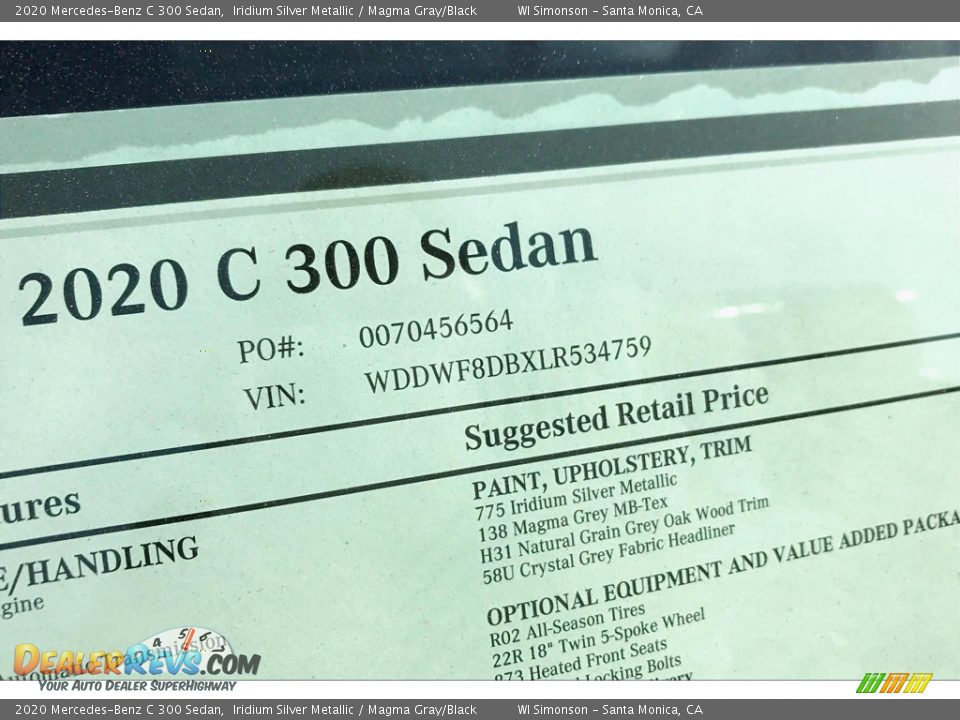 2020 Mercedes-Benz C 300 Sedan, Iridium Silver Metallic / Magma Gray/Black WI Simonson - Santa Monica, CA
2020 C 300 Sedan
PO#: 0070456564
VIN: WDDWF8DBXLR534759
Suggested Retail Price
ures
E/HANDLING
gine
Automatic Transmission
PAINT, UPHOLSTERY, TRIM
775 Iridium Silver Metallic
138 Magma Grey MB-Tex
H31 Natural Grain Grey Oak Wood Trim
58U Crystal Grey Fabric Headliner
OPTIONAL EQUIPMENT AND VALUE ADDED PACKA
R02 All-Season Tires
22R 18" Twin 5-Spoke Wheel
873 Heated Front Seats
Locking Bolts
4 5 6
DealerRevs.com
Your Auto Dealer SuperHighway
2020 Mercedes-Benz C 300 Sedan, Iridium Silver Metallic / Magma Gray/Black WI Simonson - Santa Monica, CA